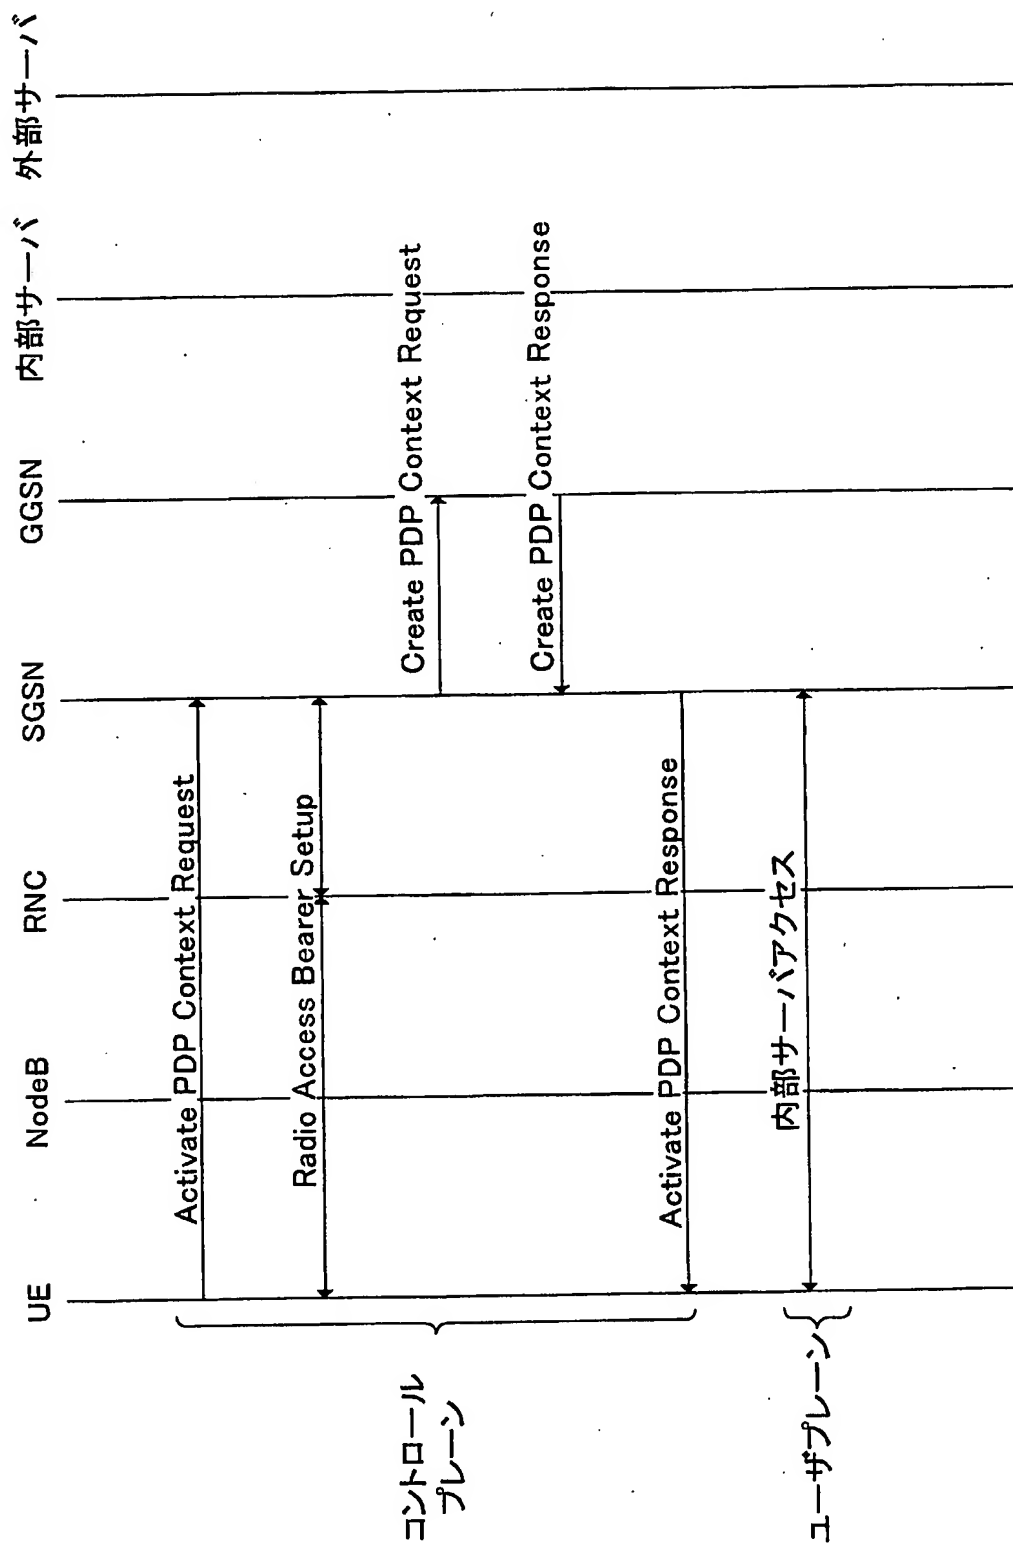 UE
NodeB
RNC
SGSN
GGSN
内部サーバ
外部サーバ
コントロール
プレーン
Activate PDP Context Request
Radio Access Bearer Setup
Create PDP Context Request
Create PDP Context Response
Activate PDP Context Response
ユーザプレーン
内部サーバアクセス